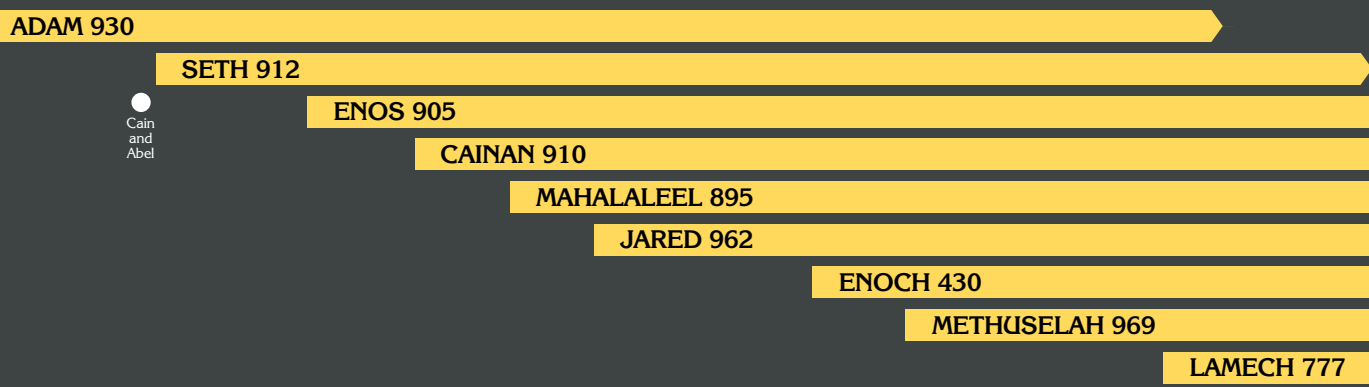 ADAM 930
SETH 912
Cain
and
Abel
ENOS 905
CAINAN 910
MAHALALEEL 895
JARED 962
ENOCH 430
METHUSELAH 969
LAMECH 777